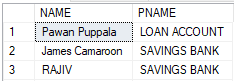 NAME PNAME
1 Pawan Puppala LOAN ACCOUNT
2 James Camaroon SAVINGS BANK
3 RAJIV SAVINGS BANK